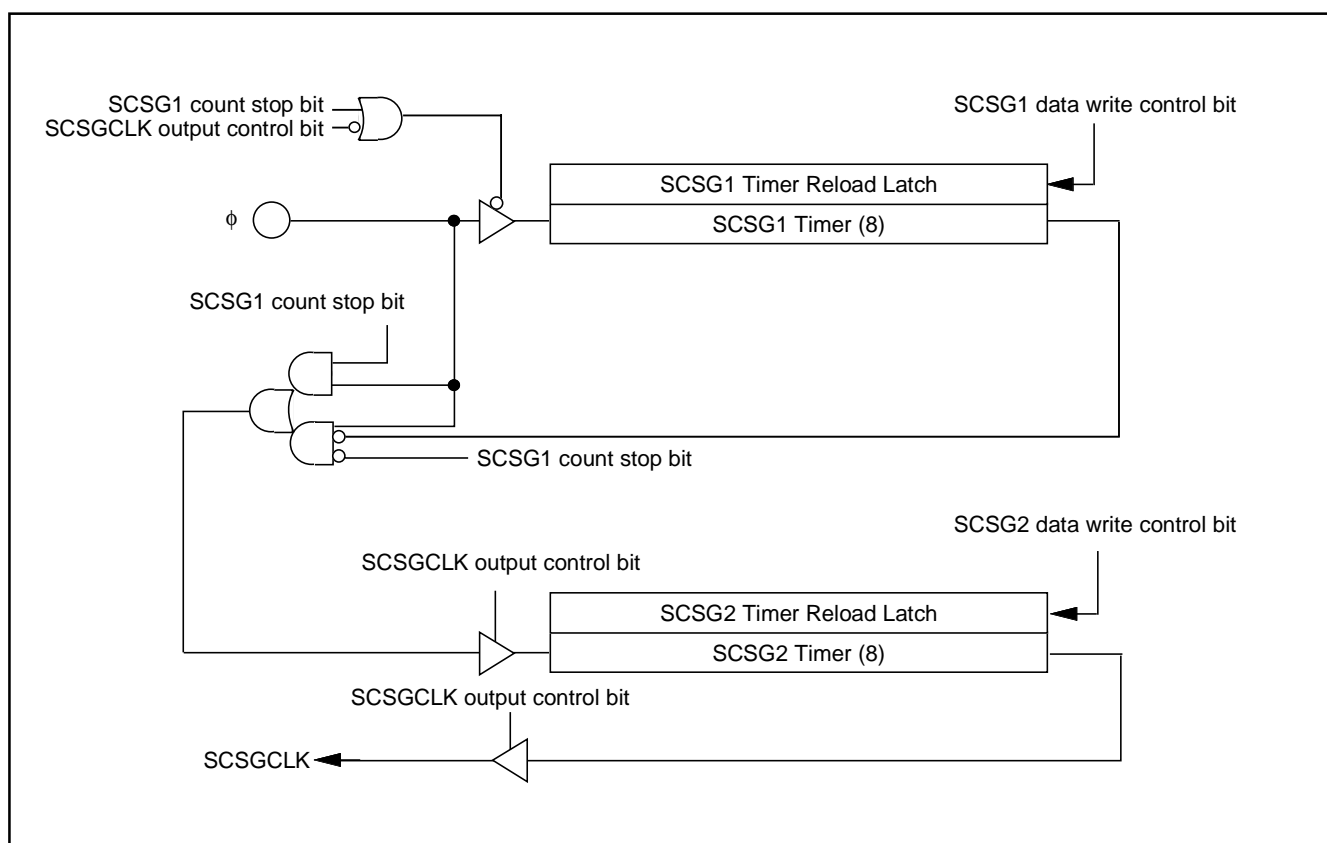 SCSG1 count stop bit
SCSGCLK output control bit
SCSG1 data write control bit
SCSG1 Timer Reload Latch
SCSG1 Timer (8)
ϕ
SCSG1 count stop bit
SCSG1 count stop bit
SCSG2 data write control bit
SCSGCLK output control bit
SCSG2 Timer Reload Latch
SCSG2 Timer (8)
SCSGCLK output control bit
SCSGCLK